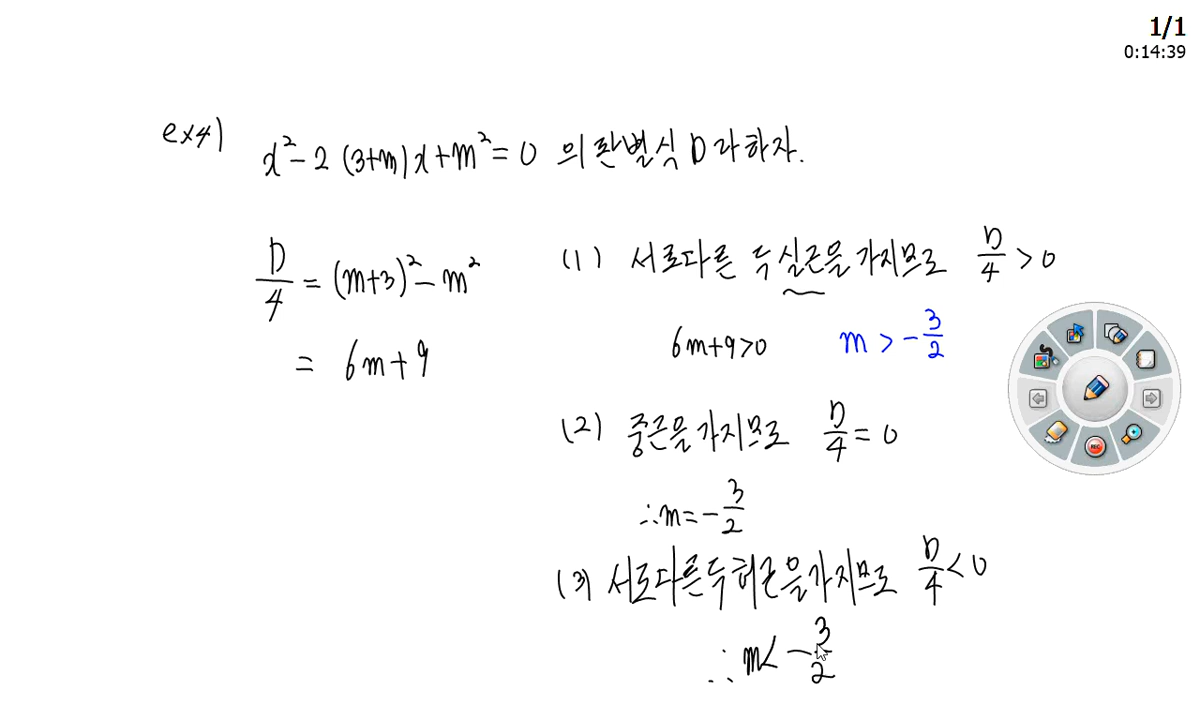 1/1
0:14:39
ex4)
x²-2(3+m)x+m²=0 의 판별식 D라하자.
D/4 = (m+3)²-m²
= 6m+9
(1) 서로다른 두 실근을 가지므로 D/4 > 0
6m+9>0 m > -3/2
(2) 중근을 가지므로 D/4 = 0
∴m=-3/2
(3) 서로다른 두 허근을 가지므로 D/4 < 0
∴ m< -3/2
REC